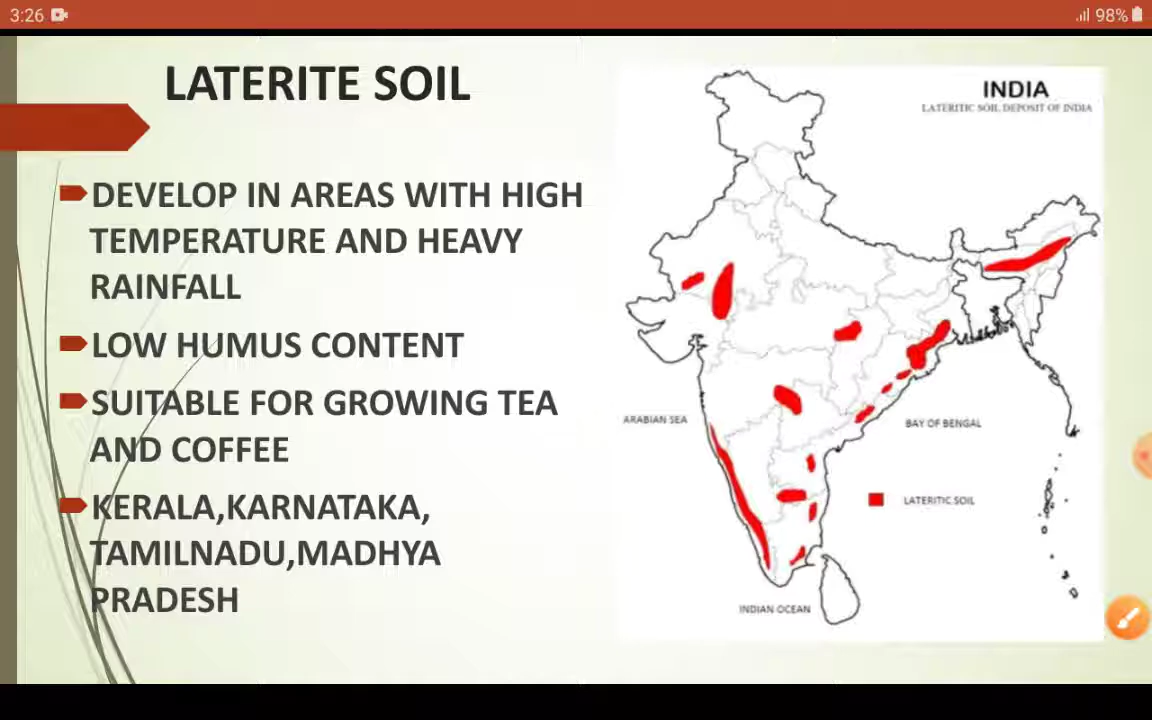 3:26
98%
LATERITE SOIL
DEVELOP IN AREAS WITH HIGH
TEMPERATURE AND HEAVY
RAINFALL
LOW HUMUS CONTENT
SUITABLE FOR GROWING TEA
AND COFFEE
KERALA,KARNATAKA,
TAMILNADU,MADHYA
PRADESH
INDIA
LATERITIC SOIL DEPOSIT OF INDIA
ARABIAN SEA
BAY OF BENGAL
LATERITIC SOIL
INDIAN OCEAN